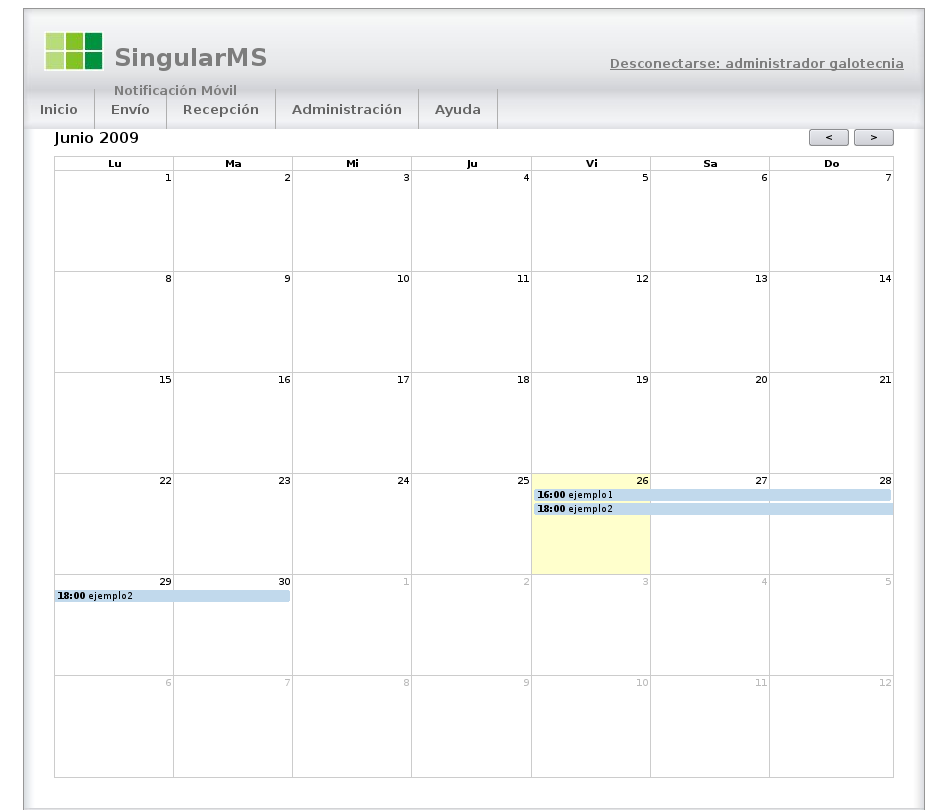 SingularMS
Desconectarse: administrador galotecnia
Notificación Móvil
Inicio Envío Recepción Administración Ayuda
Junio 2009 < >
Lu Ma Mi Ju Vi Sa Do
1 2 3 4 5 6 7
8 9 10 11 12 13 14
15 16 17 18 19 20 21
22 23 24 25 26 27 28
16:00 ejemplo1
18:00 ejemplo2
29 30 1 2 3 4 5
18:00 ejemplo2
6 7 8 9 10 11 12